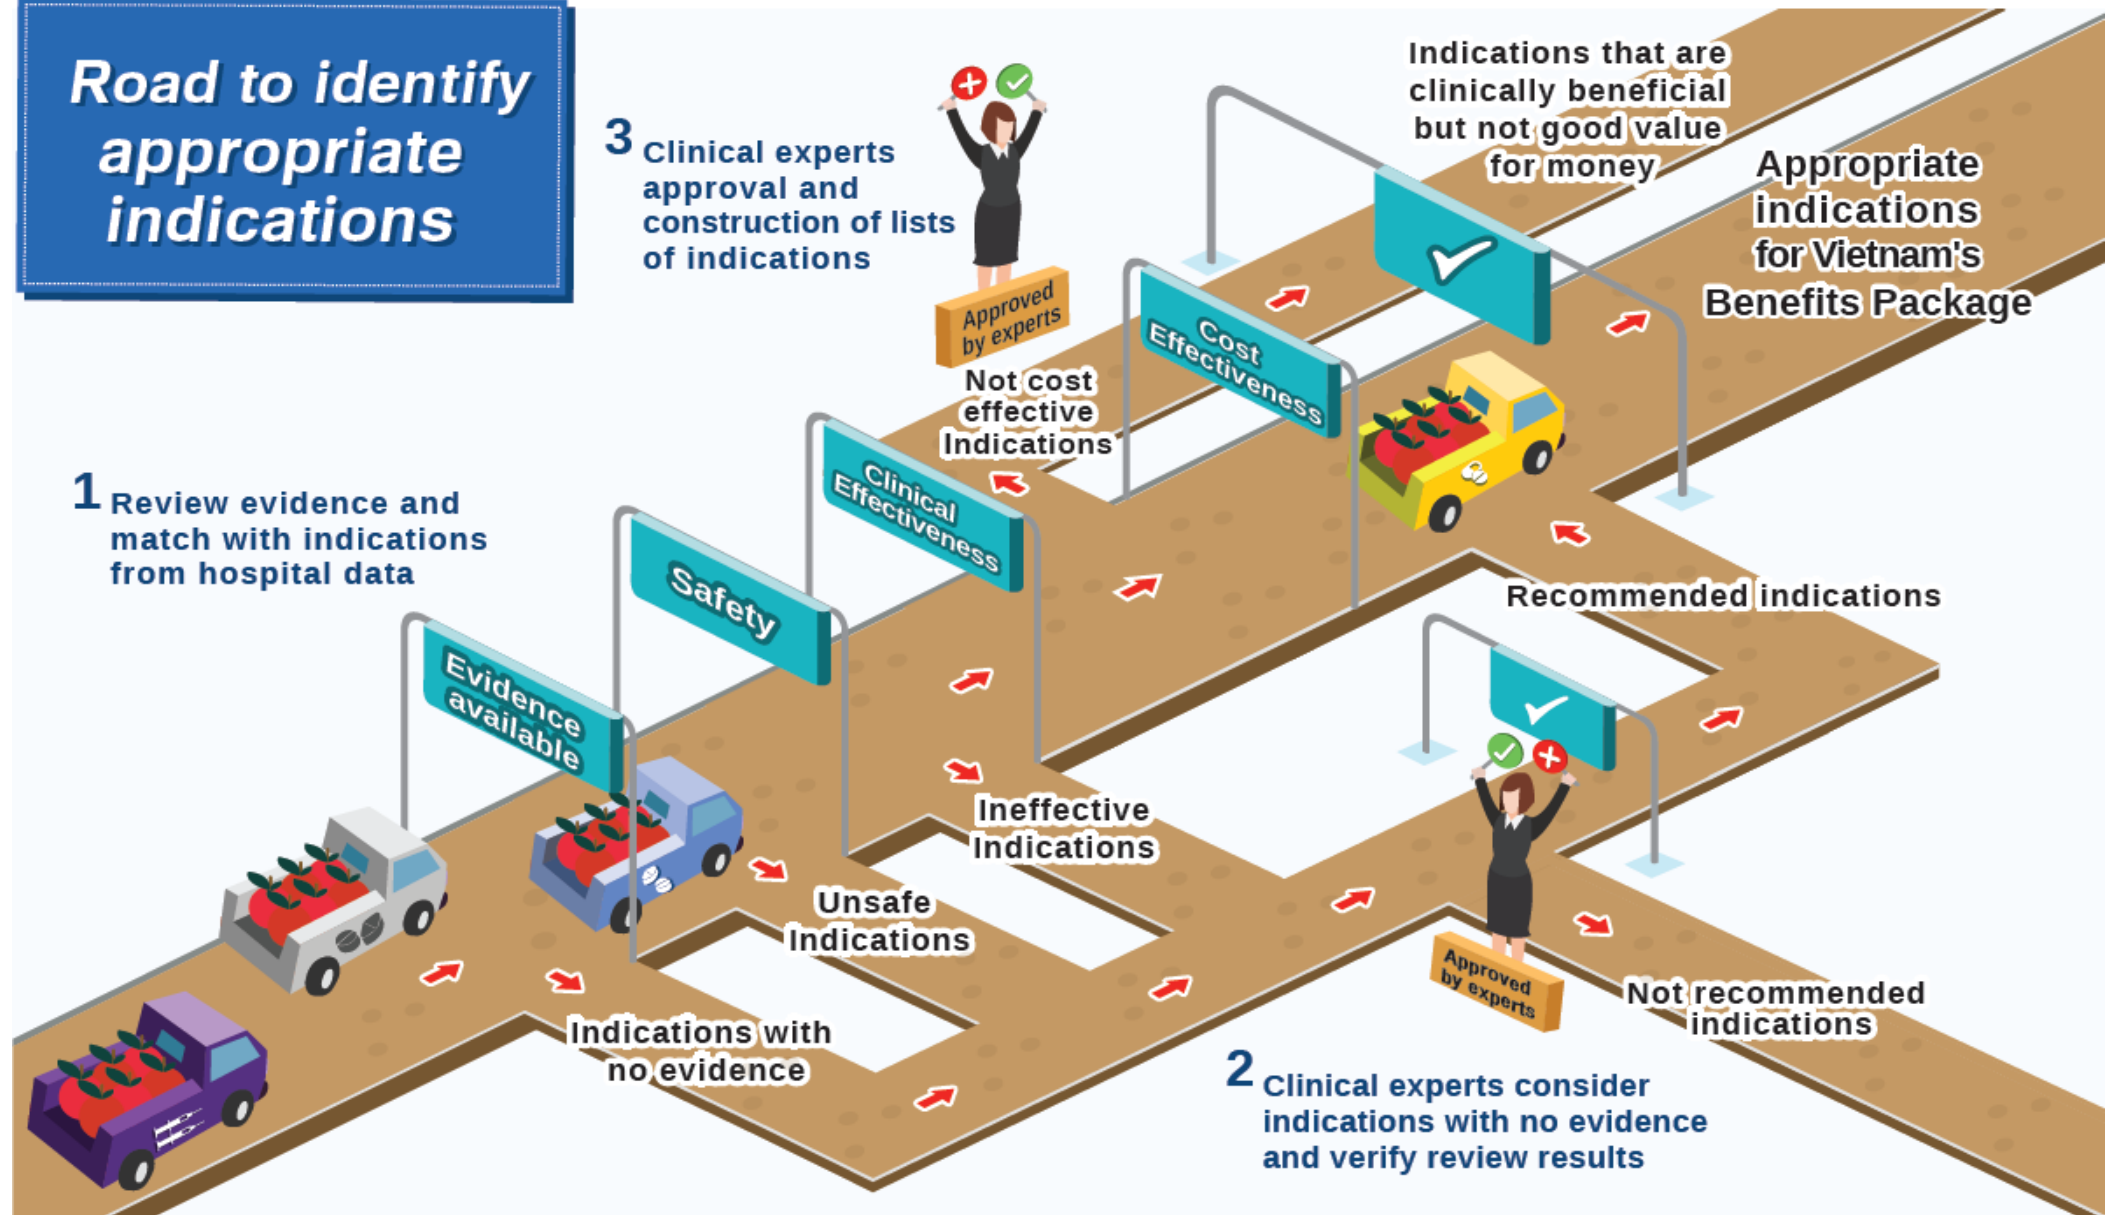 Road to identify
appropriate
indications
3
Clinical experts
approval and
construction of lists
of indications
Approved
by experts
Indications that are
clinically beneficial
but not good value
for money
Appropriate
indications
for Vietnam's
Benefits Package
Cost
Effectiveness
Not cost
effective
Indications
Clinical
Effectiveness
1
Review evidence and
match with indications
from hospital data
Safety
Evidence
available
Recommended indications
Ineffective
Indications
Unsafe
Indications
Indications with
no evidence
Approved
by experts
Not recommended
indications
2
Clinical experts consider
indications with no evidence
and verify review results